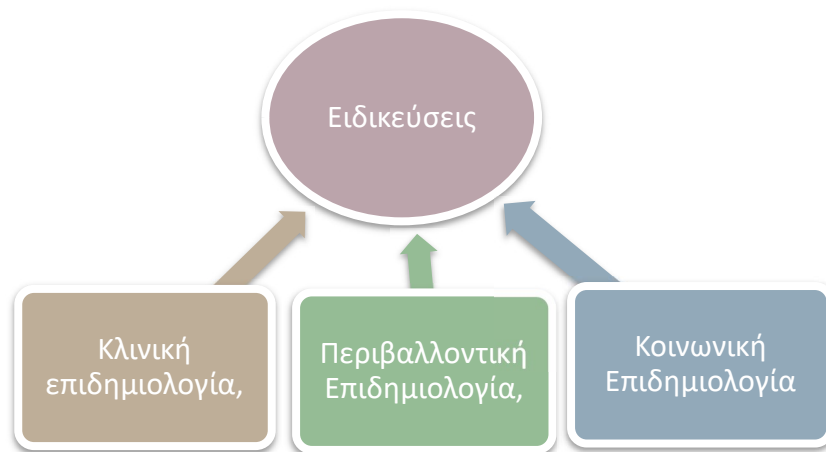 Ειδικεύσεις
Κλινική
επιδημιολογία,
Περιβαλλοντική
Επιδημιολογία,
Κοινωνική
Επιδημιολογία